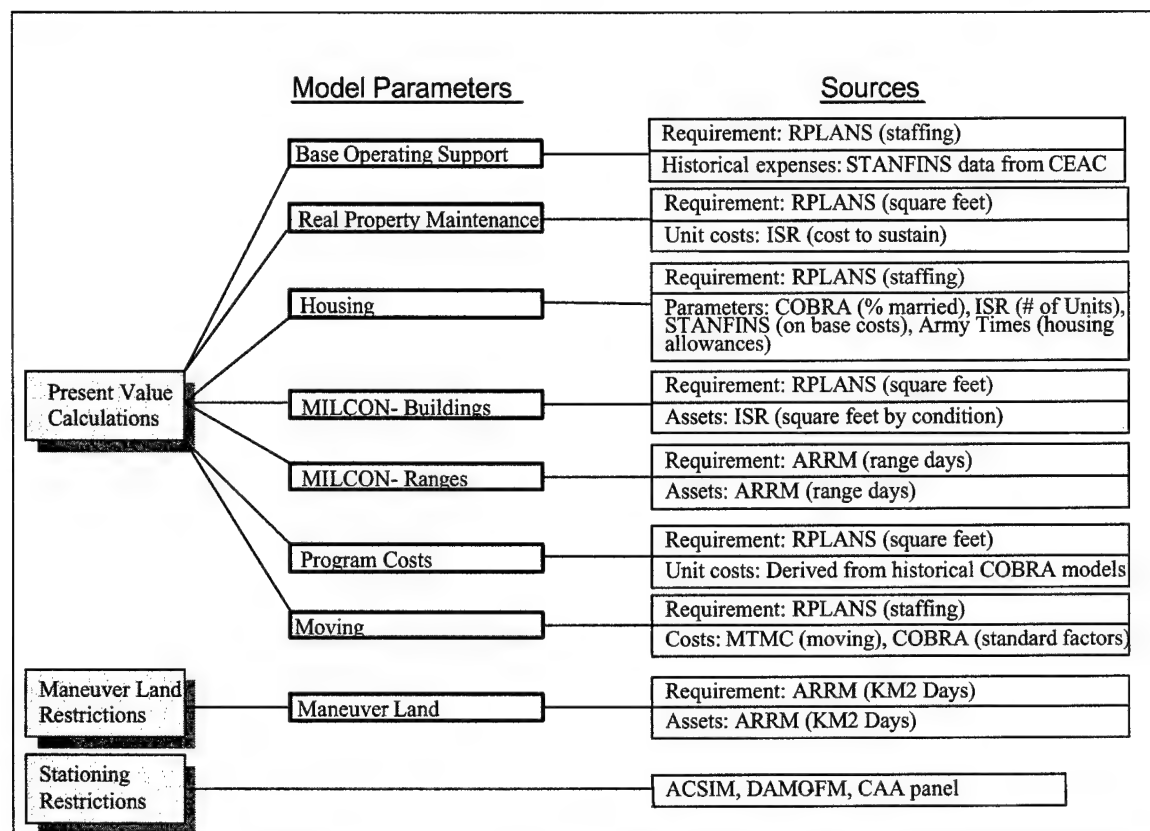 Model Parameters
Sources
Base Operating Support
Requirement: RPLANS (staffing)
Historical expenses: STANFINS data from CEAC
Real Property Maintenance
Requirement: RPLANS (square feet)
Unit costs: ISR (cost to sustain)
Housing
Requirement: RPLANS (staffing)
Parameters: COBRA (% married), ISR (# of Units),
STANFINS (on base costs), Army Times (housing
allowances)
Present Value
Calculations
MILCON- Buildings
Requirement: RPLANS (square feet)
Assets: ISR (square feet by condition)
MILCON- Ranges
Requirement: ARRM (range days)
Assets: ARRM (range days)
Program Costs
Requirement: RPLANS (square feet)
Unit costs: Derived from historical COBRA models
Moving
Requirement: RPLANS (staffing)
Costs: MTMC (moving), COBRA (standard factors)
Maneuver Land
Restrictions
Maneuver Land
Requirement: ARRM (KM2 Days)
Assets: ARRM (KM2 Days)
Stationing
Restrictions
ACSIM, DAMOFM, CAA panel